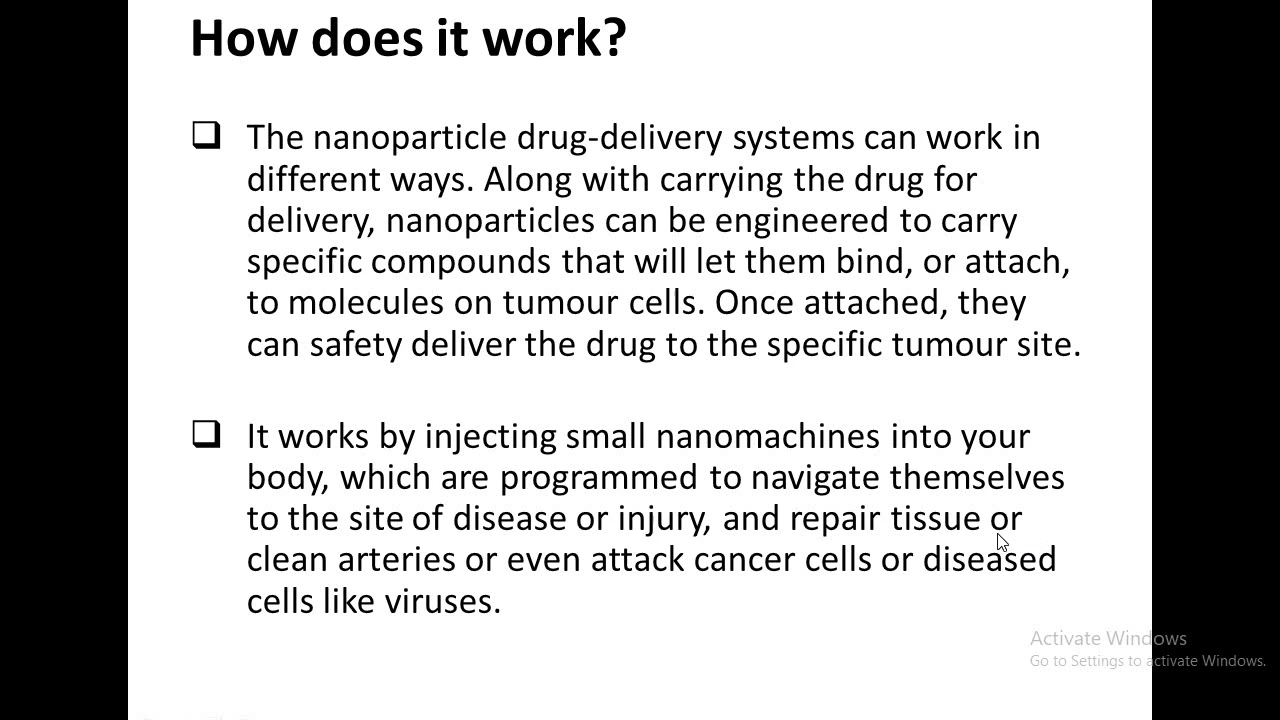 How does it work?
❑ The nanoparticle drug-delivery systems can work in
different ways. Along with carrying the drug for
delivery, nanoparticles can be engineered to carry
specific compounds that will let them bind, or attach,
to molecules on tumour cells. Once attached, they
can safety deliver the drug to the specific tumour site.
❑ It works by injecting small nanomachines into your
body, which are programmed to navigate themselves
to the site of disease or injury, and repair tissue or
clean arteries or even attack cancer cells or diseased
cells like viruses.
Activate Windows
Go to Settings to activate Windows.